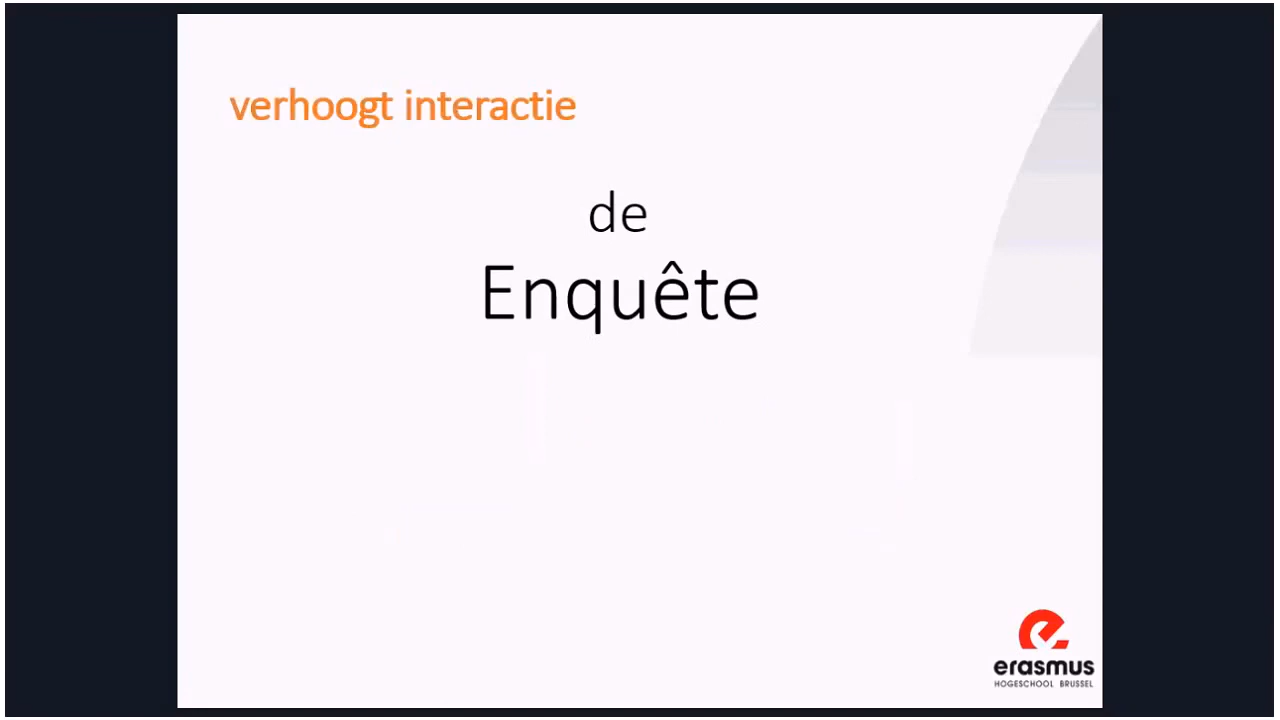 verhoogt interactie
de
Enquête
erasmus
HOGESCHOOL BRUSSEL